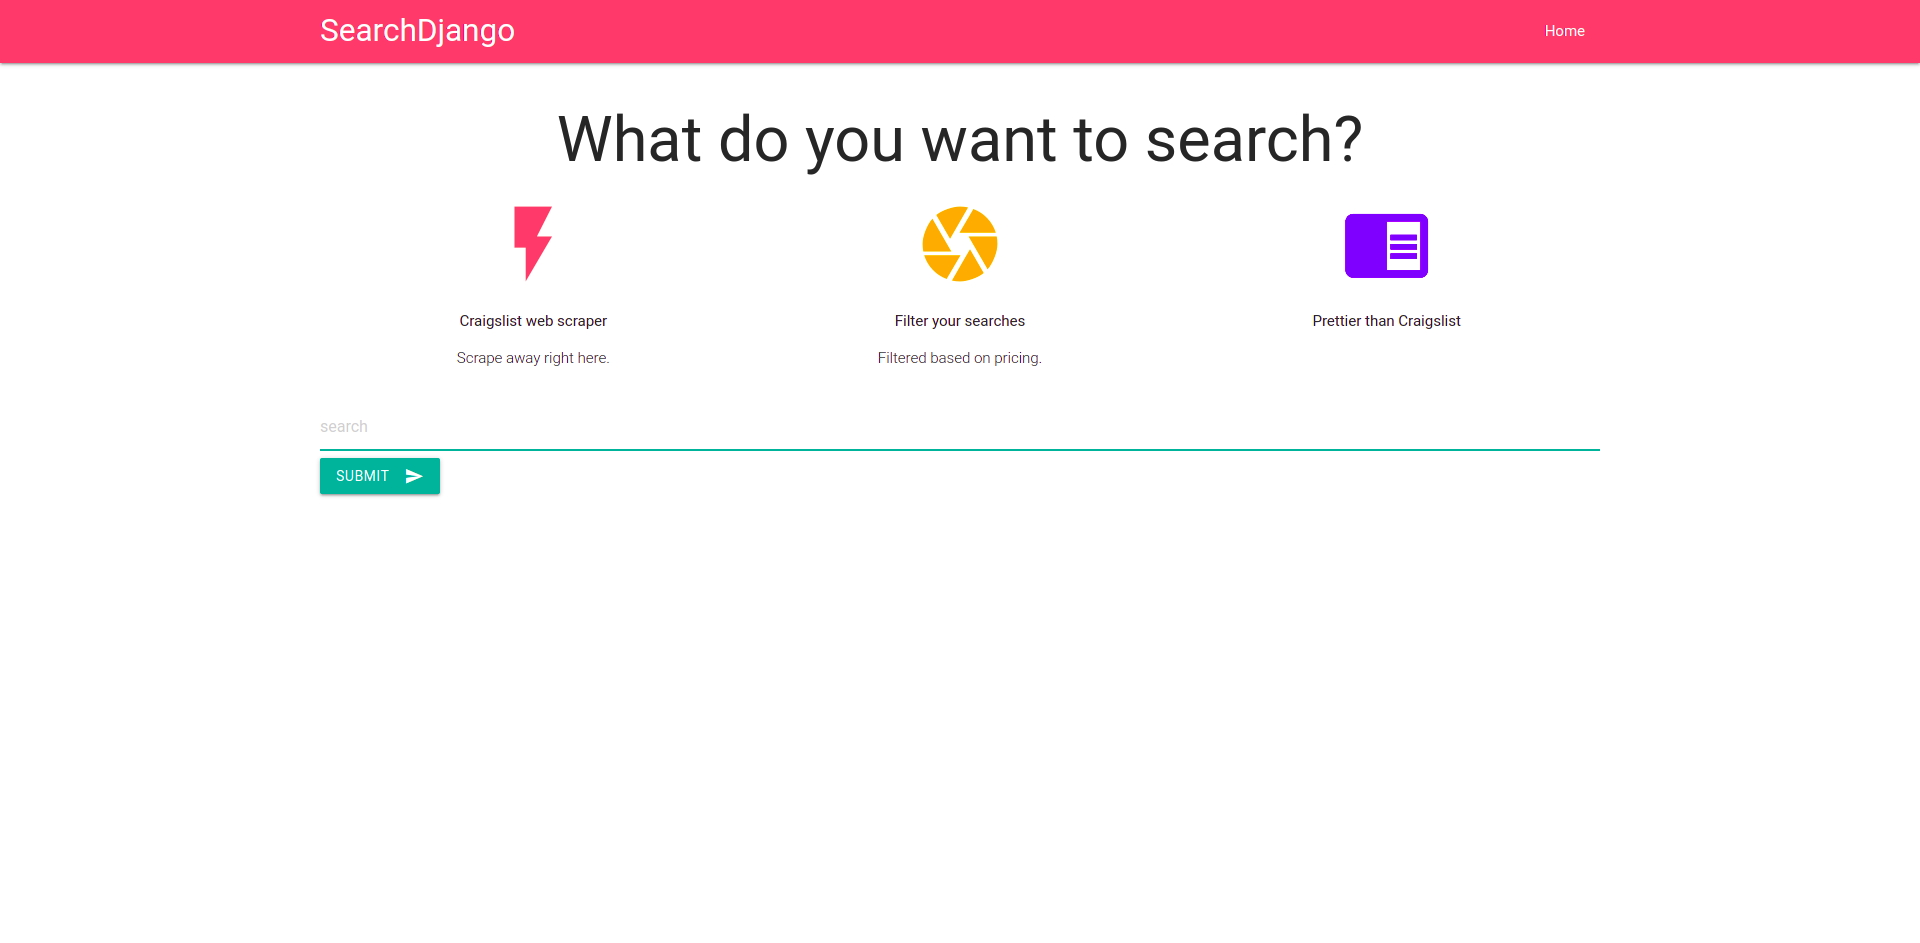 SearchDjango
Home
What do you want to search?
Craigslist web scraper
Filter your searches
Prettier than Craigslist
Scrape away right here.
Filtered based on pricing.
search
SUBMIT